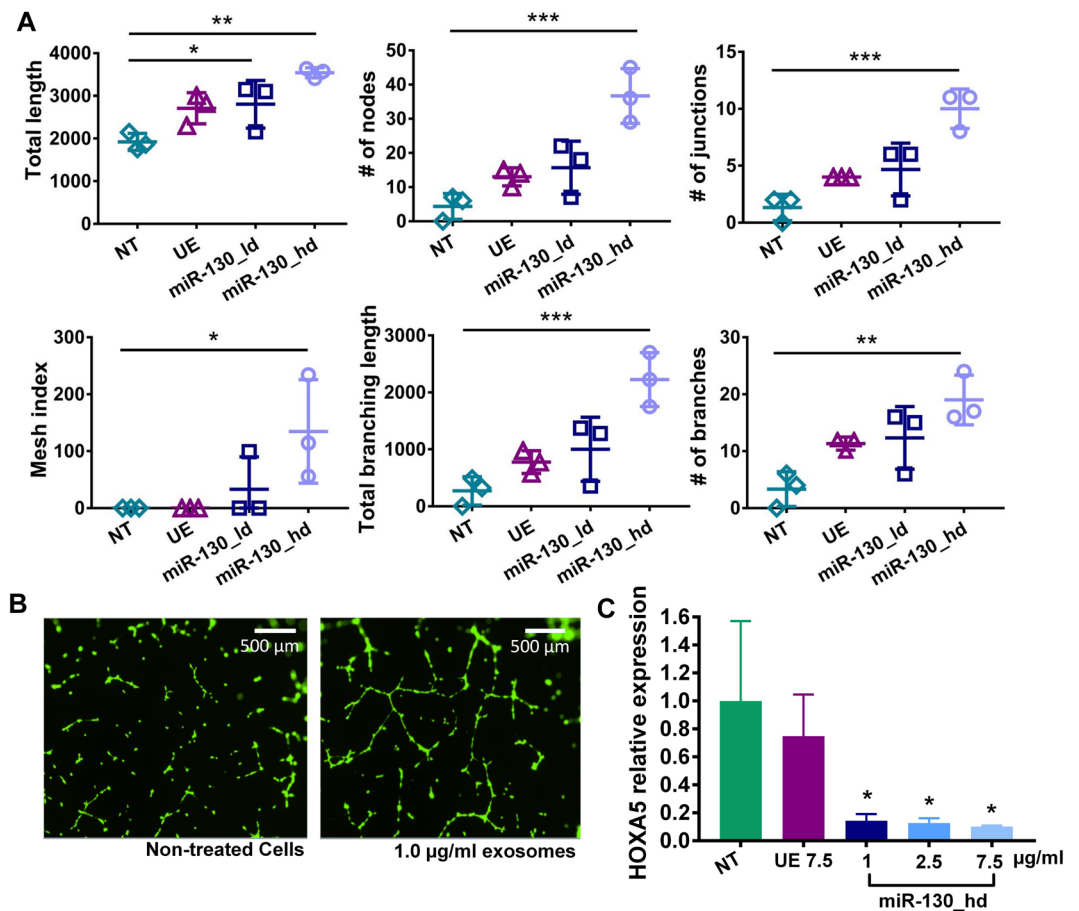 A
Total length
4000
3000
2000
1000
0
*
**
NT
UE
miR-130_ld
miR-130_hd
# of nodes
50
40
30
20
10
0
***
NT
UE
miR-130_ld
miR-130_hd
# of junctions
15
10
5
0
***
NT
UE
miR-130_ld
miR-130_hd
Mesh index
300
200
100
0
*
NT
UE
miR-130_ld
miR-130_hd
Total branching length
3000
2000
1000
0
***
NT
UE
miR-130_ld
miR-130_hd
# of branches
30
20
10
0
**
NT
UE
miR-130_ld
miR-130_hd
B
500 µm
Non-treated Cells
500 µm
1.0 µg/ml exosomes
C
HOXA5 relative expression
1.6
1.4
1.2
1.0
0.8
0.6
0.4
0.2
0.0
* * *
NT
UE 7.5
1
2.5
7.5
µg/ml
miR-130_hd